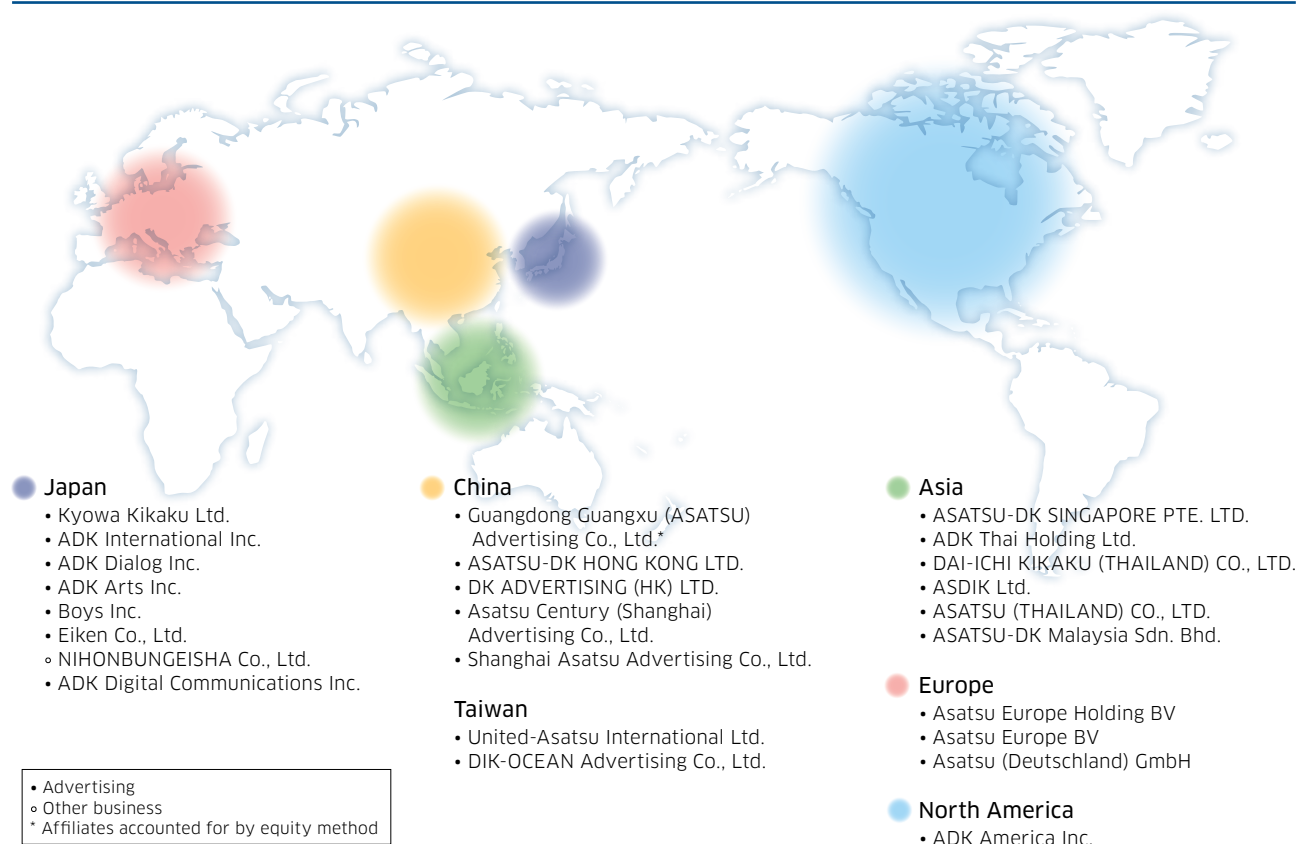 Japan
• Kyowa Kikaku Ltd.
• ADK International Inc.
• ADK Dialog Inc.
• ADK Arts Inc.
• Boys Inc.
• Eiken Co., Ltd.
◦ NIHONBUNGEISHA Co., Ltd.
• ADK Digital Communications Inc.
• Advertising
◦ Other business
* Affiliates accounted for by equity method
China
• Guangdong Guangxu (ASATSU)
Advertising Co., Ltd.*
• ASATSU-DK HONG KONG LTD.
• DK ADVERTISING (HK) LTD.
• Asatsu Century (Shanghai)
Advertising Co., Ltd.
• Shanghai Asatsu Advertising Co., Ltd.
Taiwan
• United-Asatsu International Ltd.
• DIK-OCEAN Advertising Co., Ltd.
Asia
• ASATSU-DK SINGAPORE PTE. LTD.
• ADK Thai Holding Ltd.
• DAI-ICHI KIKAKU (THAILAND) CO., LTD.
• ASDIK Ltd.
• ASATSU (THAILAND) CO., LTD.
• ASATSU-DK Malaysia Sdn. Bhd.
Europe
• Asatsu Europe Holding BV
• Asatsu Europe BV
• Asatsu (Deutschland) GmbH
North America
• ADK America Inc.